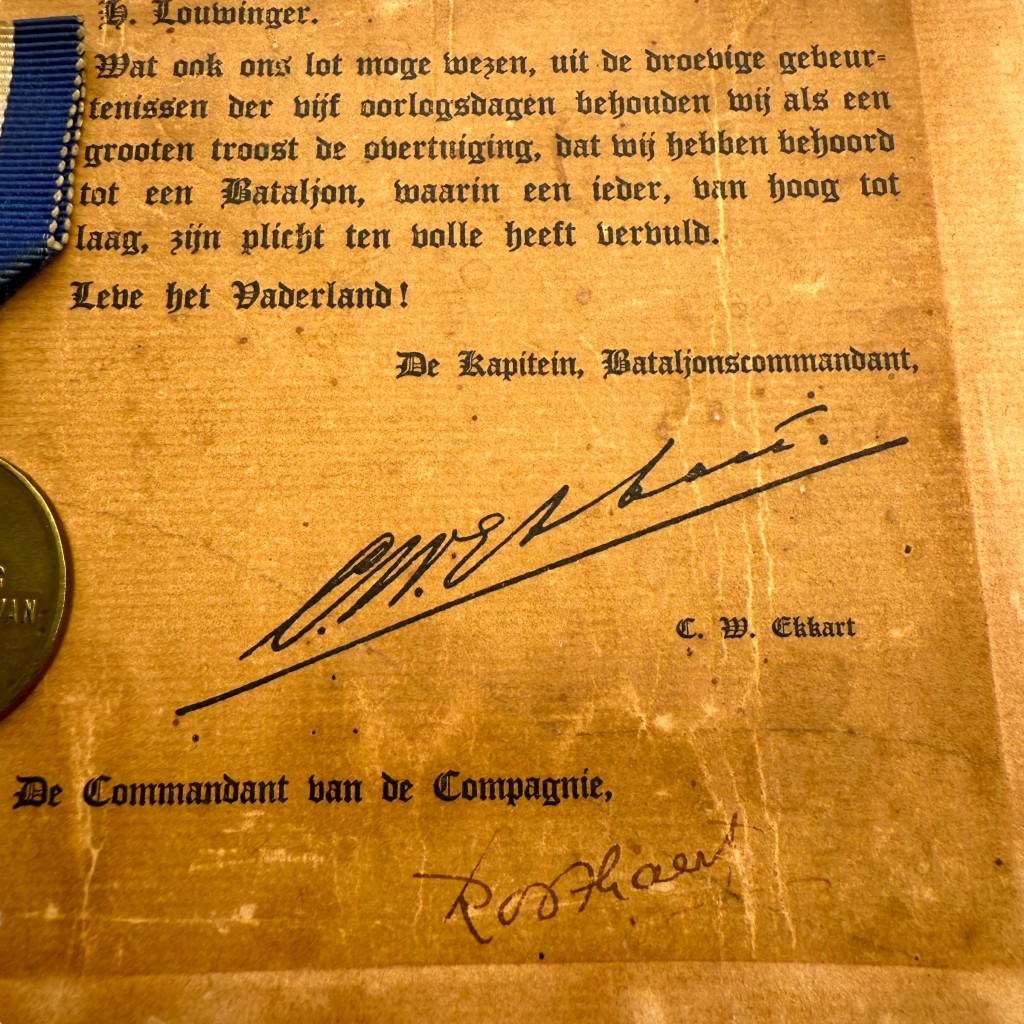 H. Louwinger.
Wat ook ons lot moge wezen, uit de droevige gebeur-
tenissen der vijf oorlogsdagen behouden wij als een
grooten troost de overtuiging, dat wij hebben behoord
tot een Bataljon, waarin een ieder, van hoog tot
laag, zijn plicht ten volle heeft vervuld.
Leve het Vaderland!
De Kapitein, Bataljonscommandant,
C. W. Ekkart
De Commandant van de Compagnie,
VAN